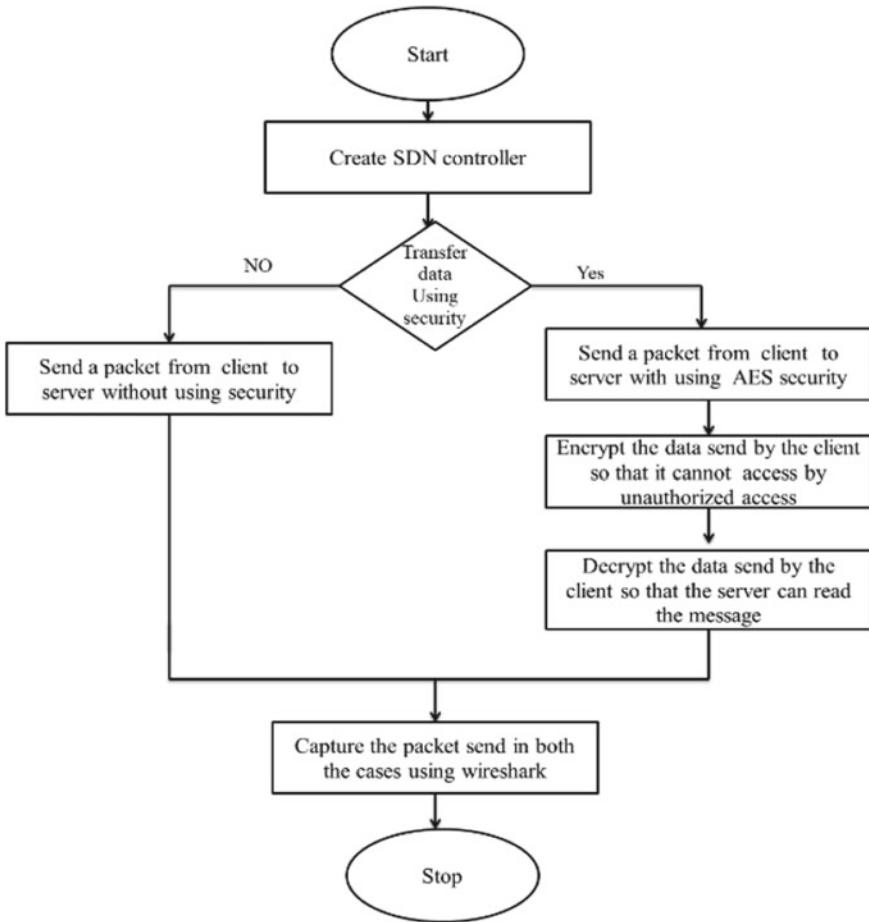 Start
Create SDN controller
Transfer
data
Using
security
NO
Yes
Send a packet from client to
server without using security
Send a packet from client to
server with using AES security
Encrypt the data send by the client
so that it cannot access by
unauthorized access
Decrypt the data send by the
client so that the server can read
the message
Capture the packet send in both
the cases using wireshark
Stop